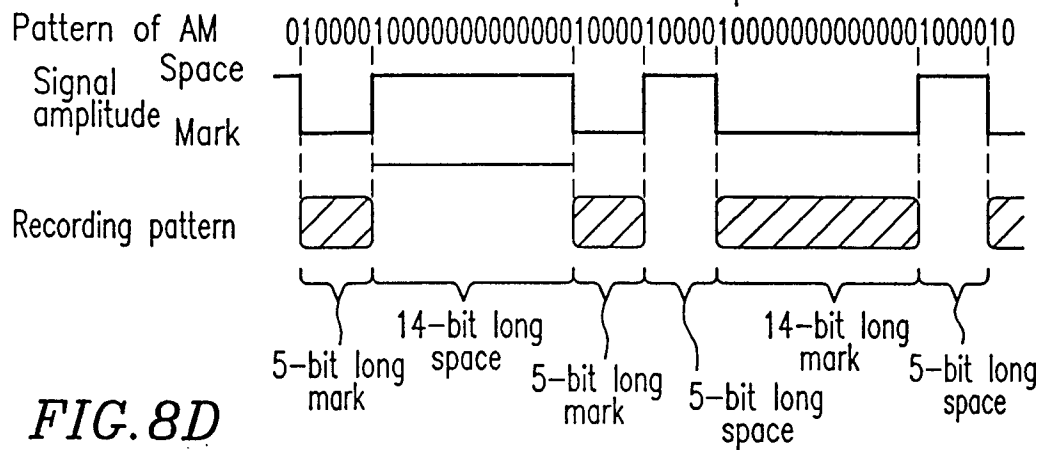 Pattern of AM 010000100000000000001000010000100000000000001000010
Space
Signal amplitude
Mark
Recording pattern
5-bit long mark
14-bit long space
5-bit long mark
5-bit long space
14-bit long mark
5-bit long space
FIG. 8D